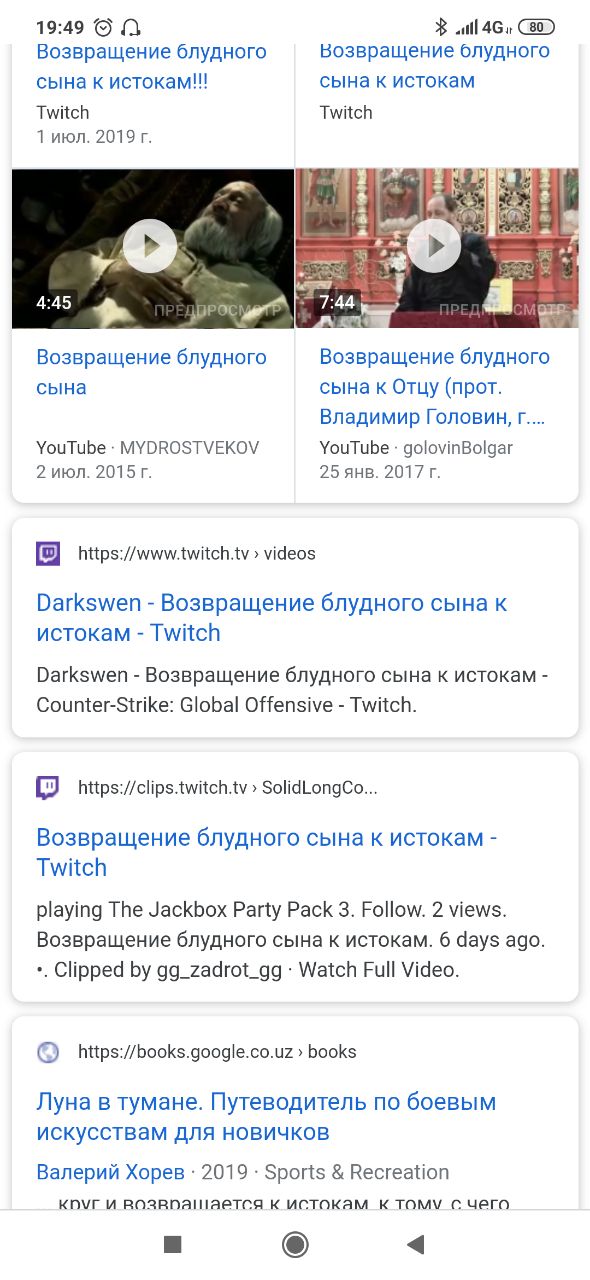 19:49
4G
80
Возвращение блудного
сына к истокам!!!
Twitch
1 июл. 2019 г.
Возвращение блудного
сына к истокам
Twitch
4:45
ПРЕДПРОСМОТР
7:44
ПРЕДПРОСМОТР
Возвращение блудного
сына
YouTube · MYDROSTVEKOV
2 июл. 2015 г.
Возвращение блудного
сына к Отцу (прот.
Владимир Головин, г....
YouTube · golovinBolgar
25 янв. 2017 г.
https://www.twitch.tv › videos
Darkswen - Возвращение блудного сына к
истокам - Twitch
Darkswen - Возвращение блудного сына к истокам -
Counter-Strike: Global Offensive - Twitch.
https://clips.twitch.tv › SolidLongCo...
Возвращение блудного сына к истокам -
Twitch
playing The Jackbox Party Pack 3. Follow. 2 views.
Возвращение блудного сына к истокам. 6 days ago.
•. Clipped by gg_zadrot_gg · Watch Full Video.
https://books.google.co.uz › books
Луна в тумане. Путеводитель по боевым
искусствам для новичков
Валерий Хорев · 2019 · Sports & Recreation
... круг и возвращается к истокам, к тому, с чего